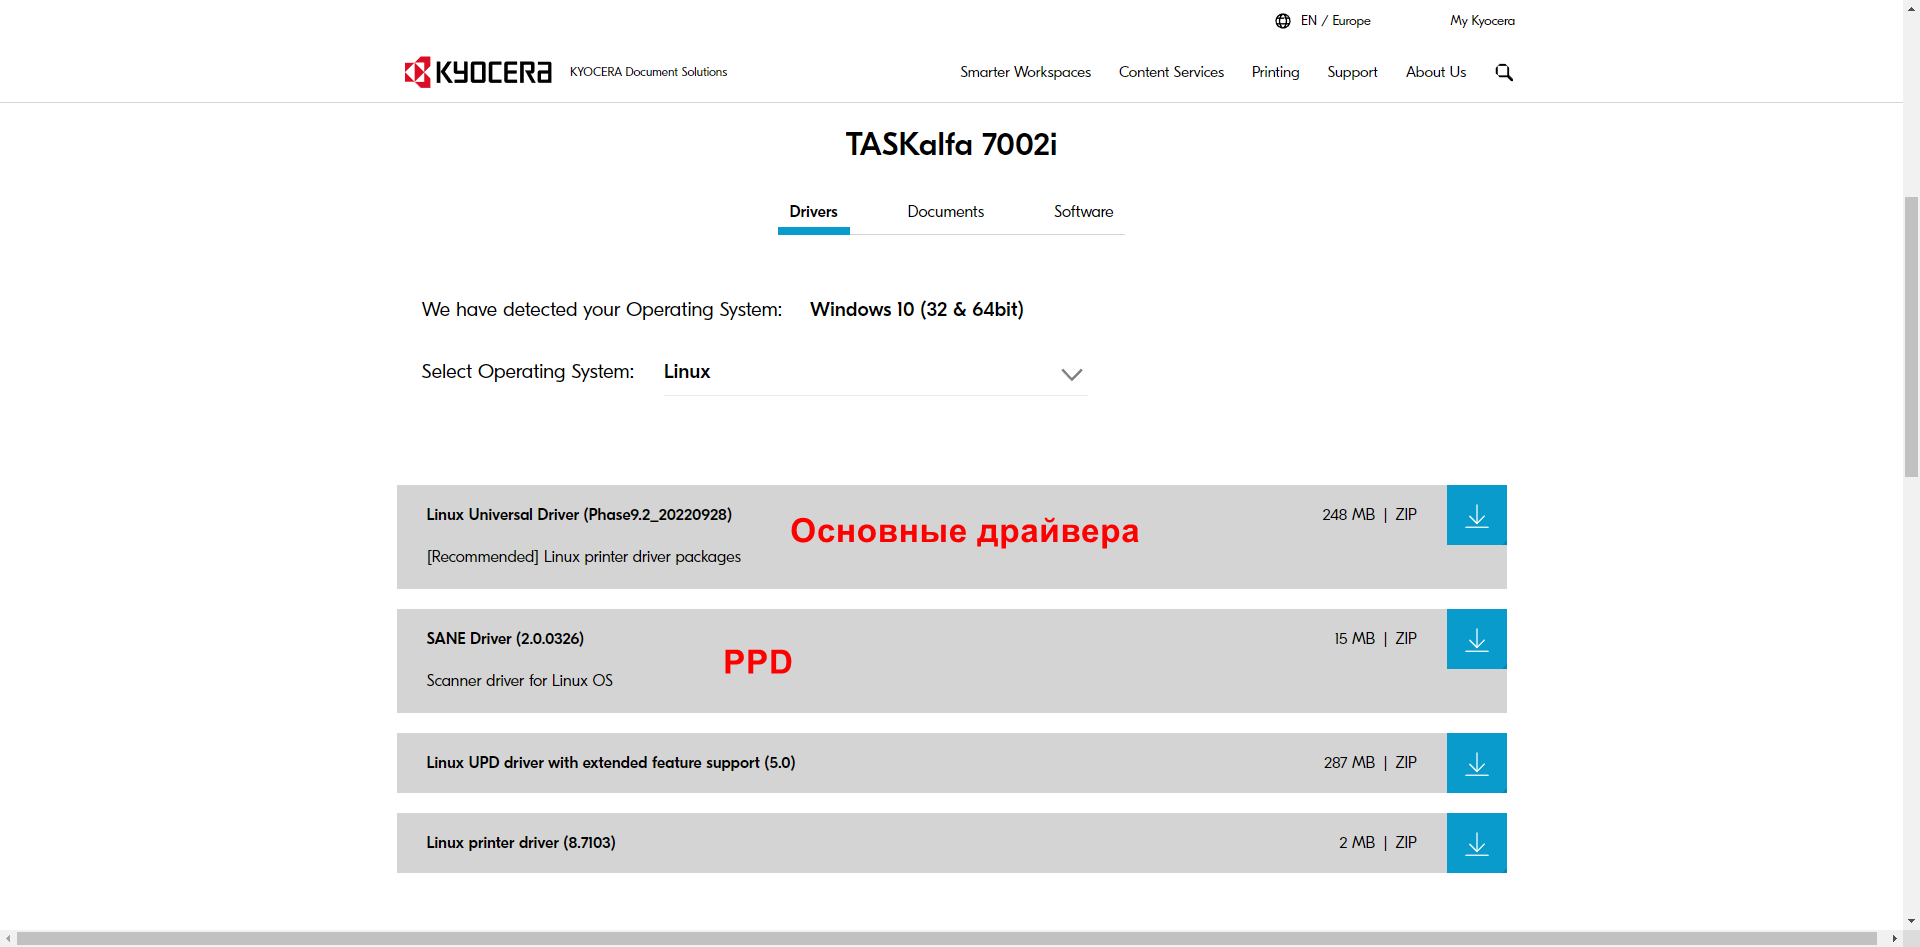 EN / Europe
My Kyocera
KYOCERA
KYOCERA Document Solutions
Smarter Workspaces
Content Services
Printing
Support
About Us
TASKalfa 7002i
Drivers
Documents
Software
We have detected your Operating System:
Windows 10 (32 & 64bit)
Select Operating System:
Linux
Linux Universal Driver (Phase9.2_20220928)
Основные драйвера
248 MB | ZIP
[Recommended] Linux printer driver packages
SANE Driver (2.0.0326)
15 MB | ZIP
PPD
Scanner driver for Linux OS
Linux UPD driver with extended feature support (5.0)
287 MB | ZIP
Linux printer driver (8.7103)
2 MB | ZIP